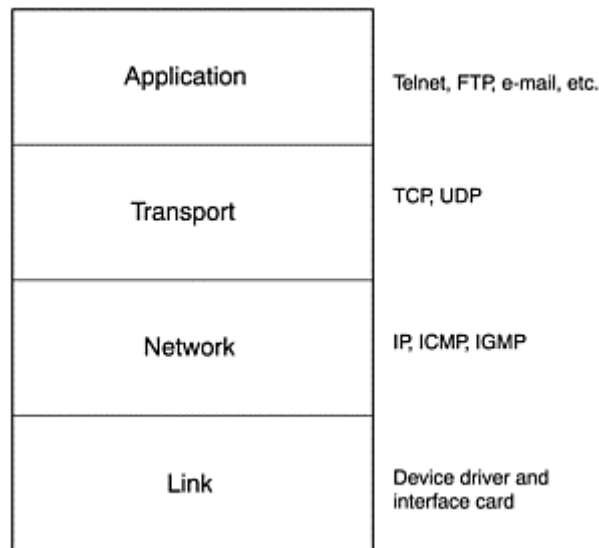 Application
Telnet, FTP, e-mail, etc.
Transport
TCP, UDP
Network
IP, ICMP, IGMP
Link
Device driver and
interface card